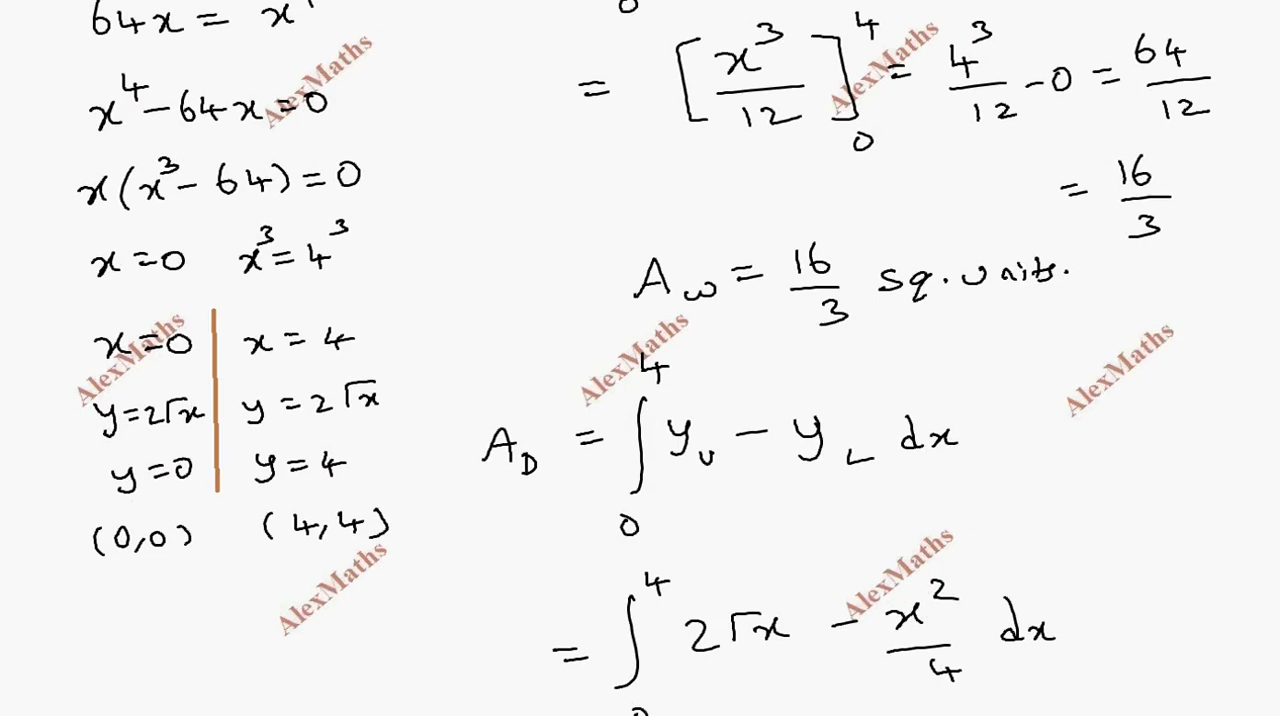 64x = x⁴
x⁴ - 64x = 0
x(x³ - 64) = 0
x = 0 x³ = 4³
x = 0 | x = 4
y = 2√x | y = 2√x
y = 0 | y = 4
(0,0) (4,4)
0
= [x³/12]₀⁴ = 4³/12 - 0 = 64/12
= 16/3
A_ω = 16/3 sq. units.
A_D = ∫₀⁴ y_U - y_L dx
= ∫₀⁴ 2√x - x²/4 dx
AlexMaths
AlexMaths
AlexMaths
AlexMaths
AlexMaths
AlexMaths
AlexMaths